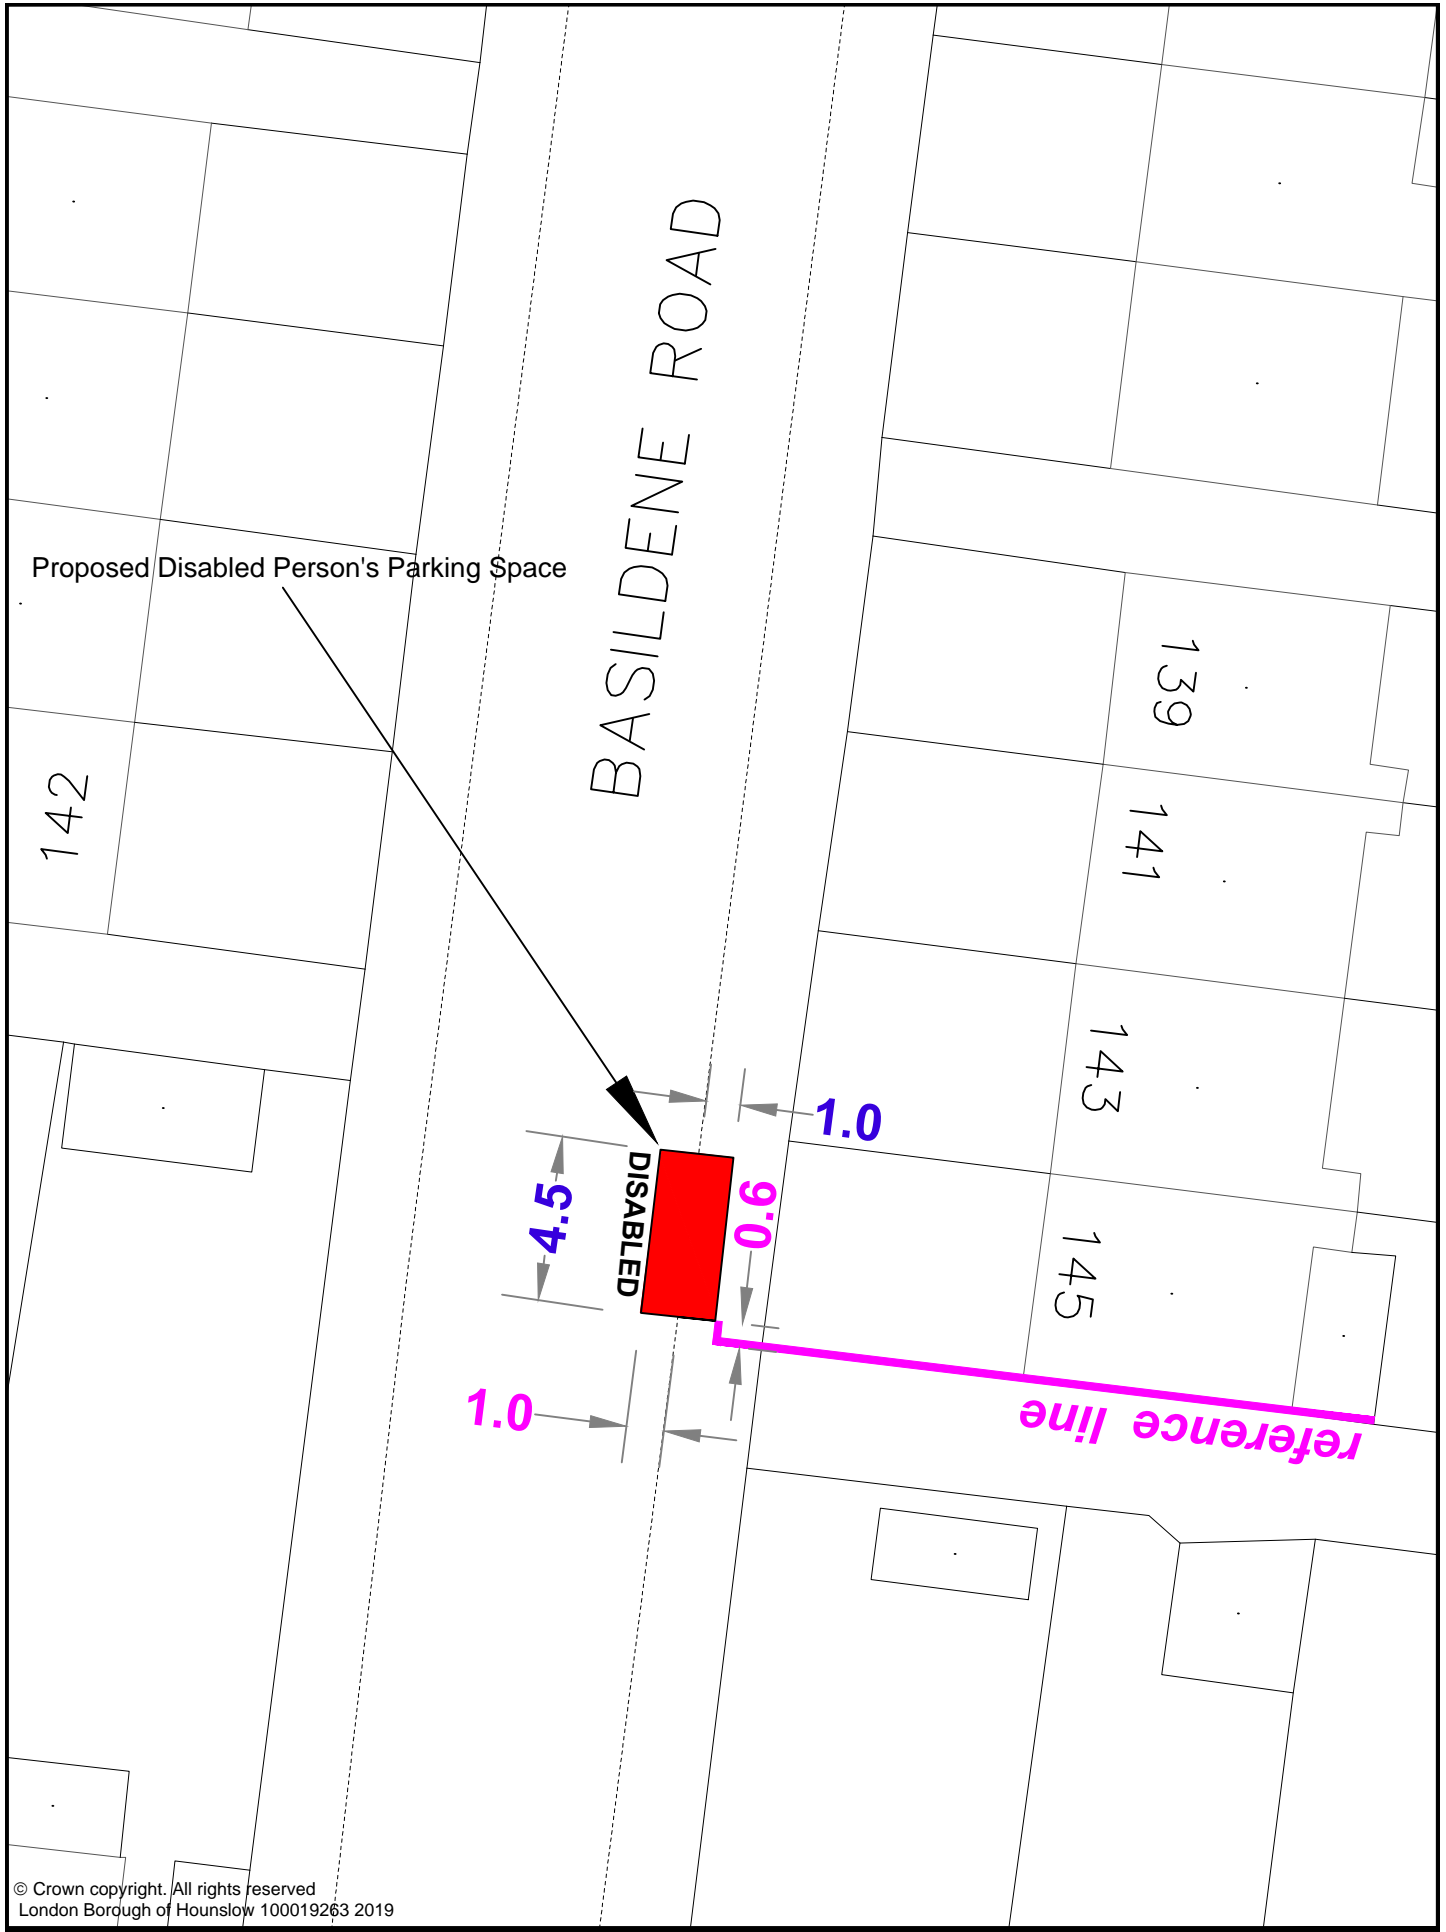 BASILDENE ROAD
Proposed Disabled Person's Parking Space
139
142
141
143
1.0
4.5
DISABLED
0.6
145
1.0
reference line
© Crown copyright. All rights reserved
London Borough of Hounslow 100019263 2019